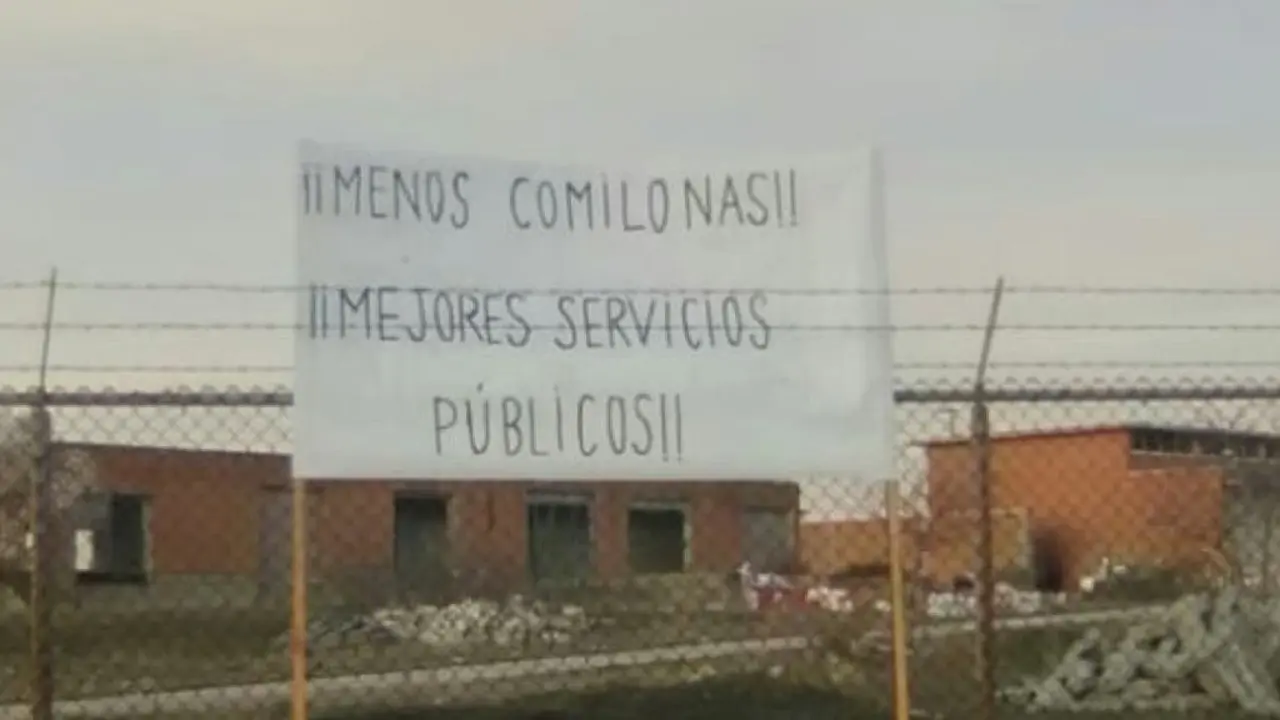 ¡¡MENOS COMILONAS!!
¡¡MEJORES SERVICIOS
PÚBLICOS!!